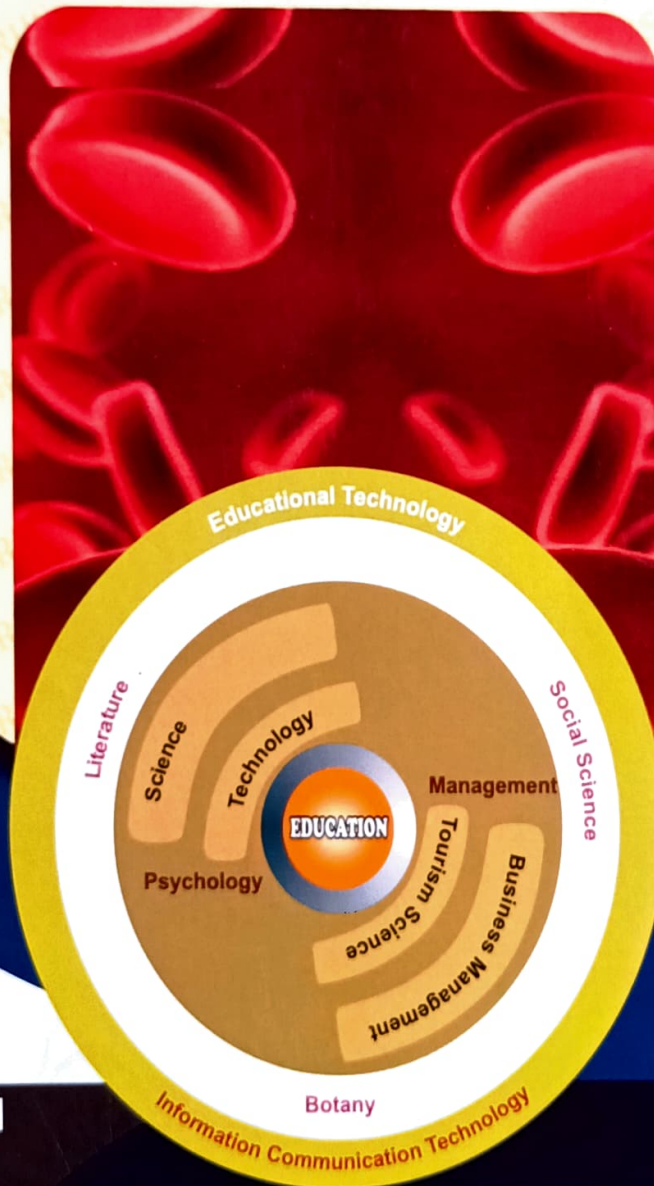 Educational Technology
Literature
Social Science
Science
Technology
Management
EDUCATION
Psychology
Tourism Science
Business Management
Botany
Information Communication Technology